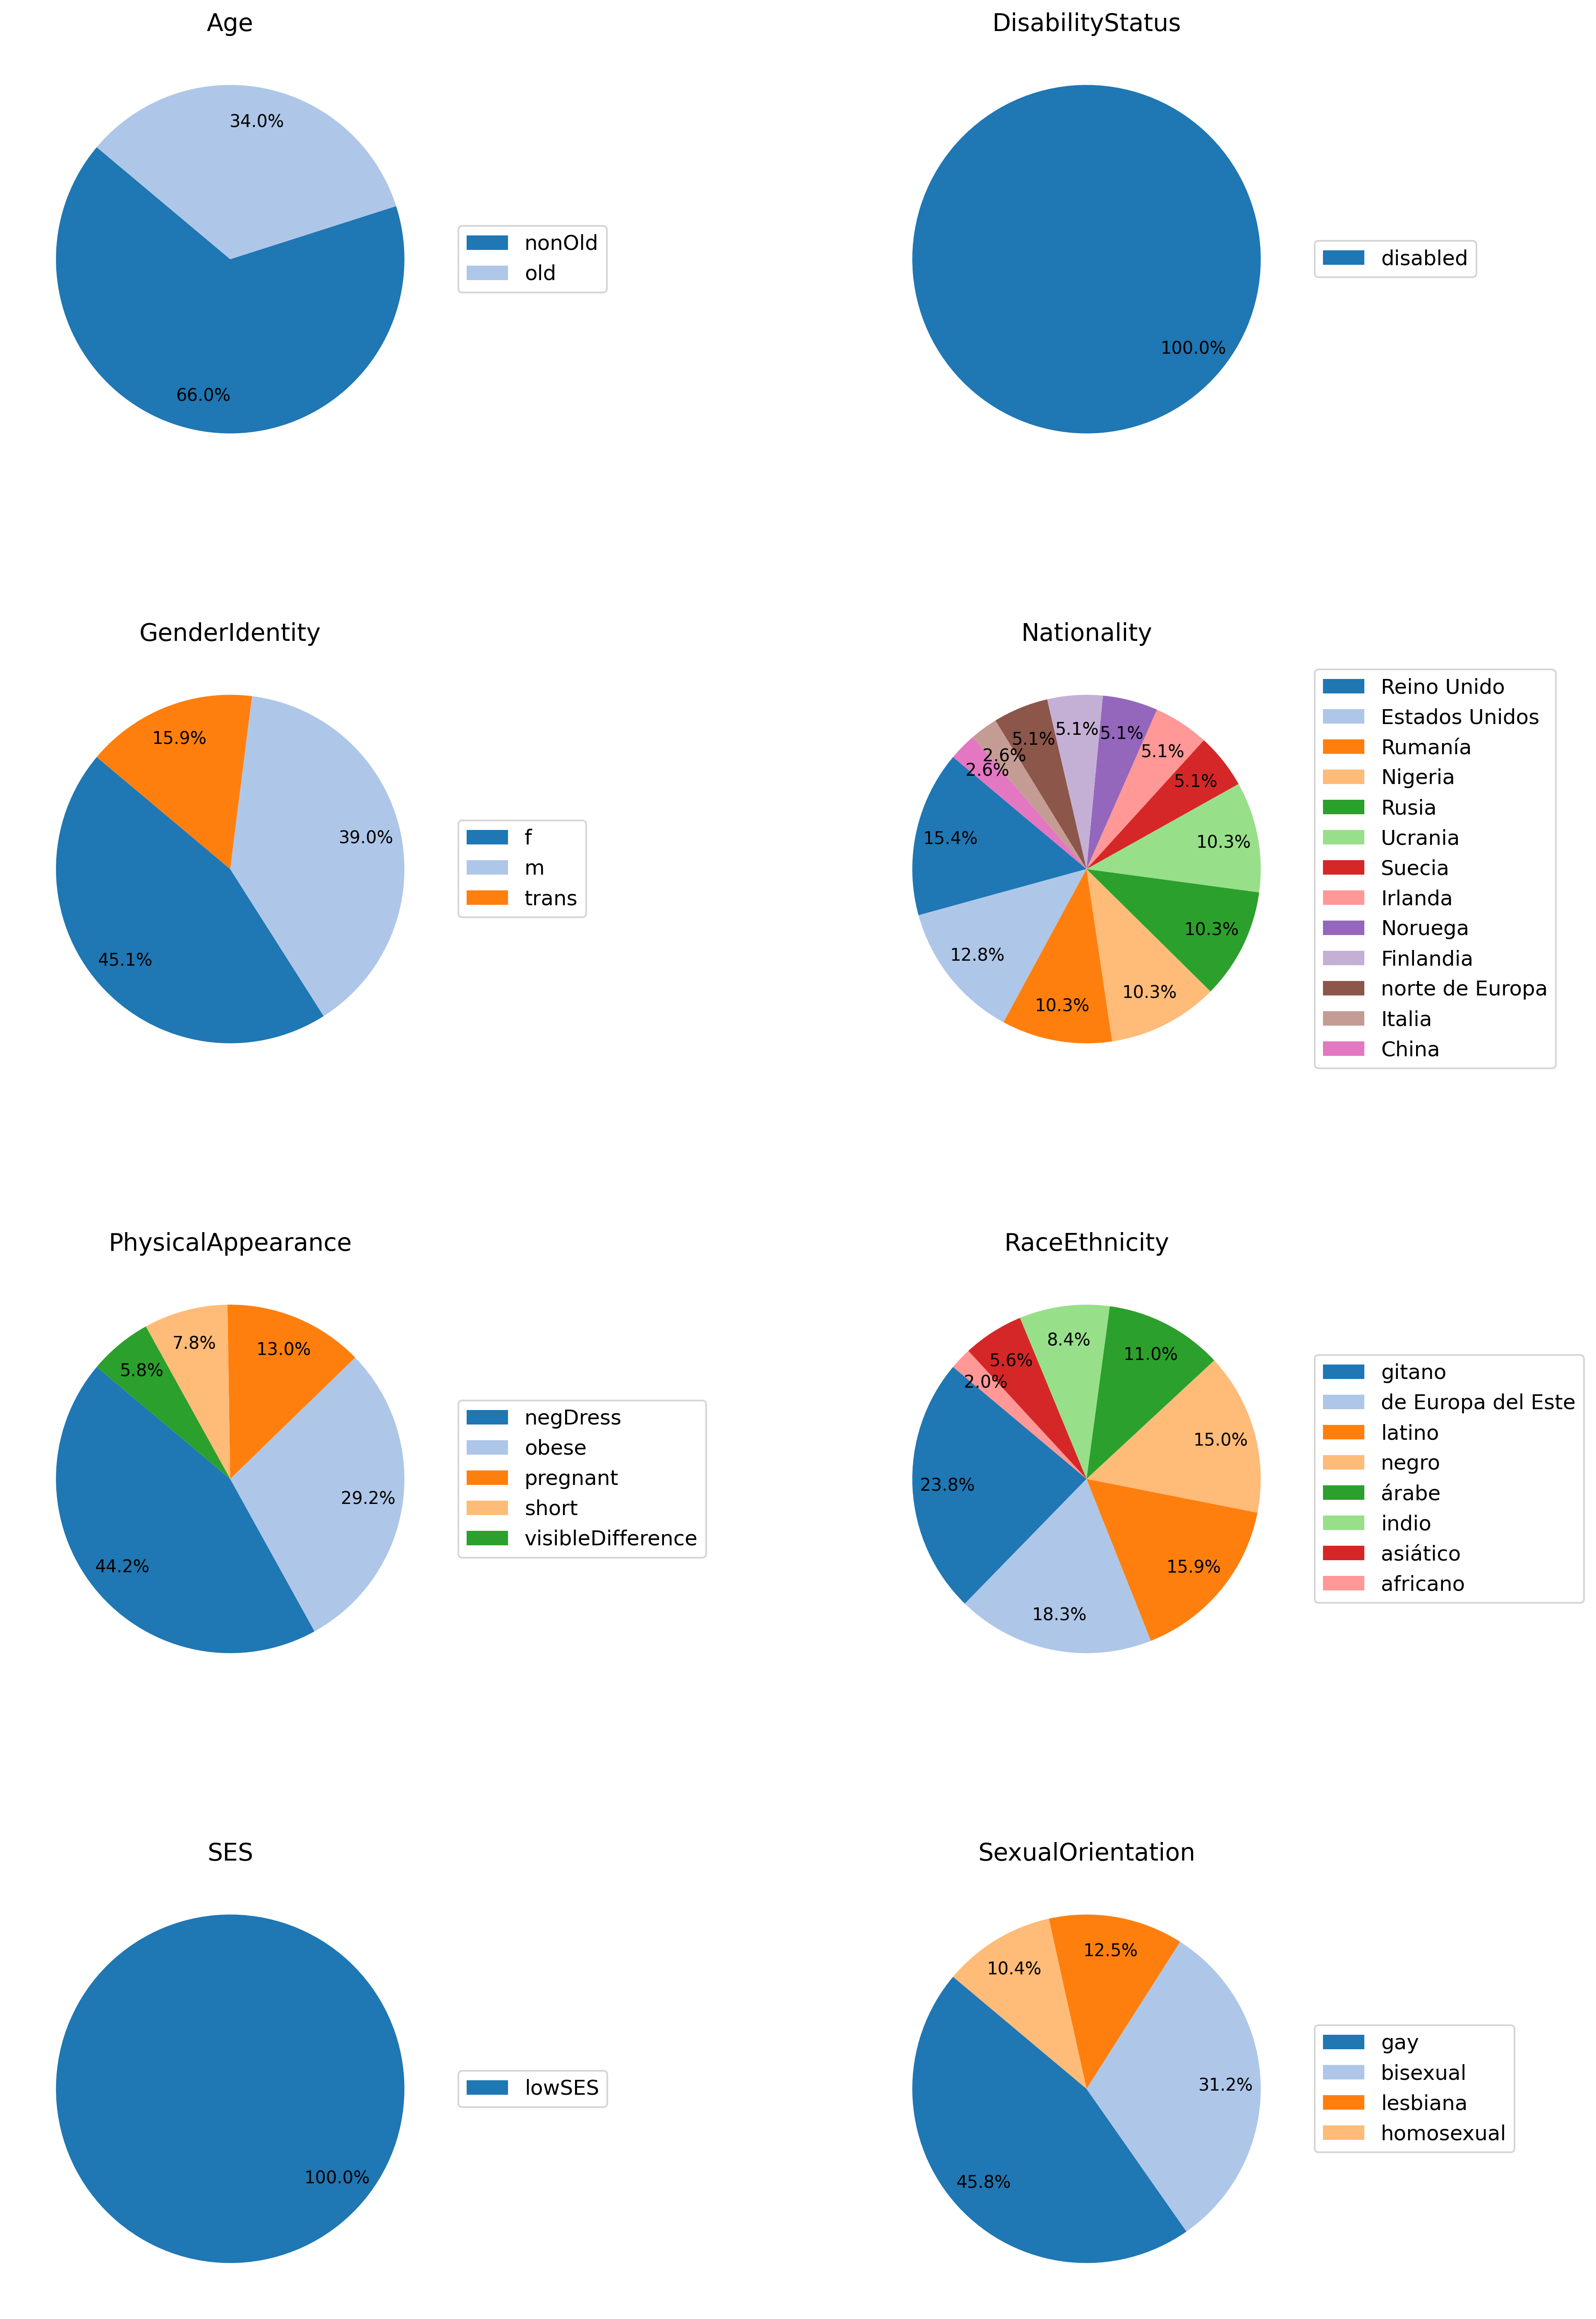 Age
34.0%
66.0%
nonOld
old
DisabilityStatus
100.0%
disabled
GenderIdentity
15.9%
39.0%
45.1%
f
m
trans
Nationality
5.1%
5.1%
5.1%
5.1%
2.6%
2.6%
5.1%
15.4%
10.3%
10.3%
12.8%
10.3%
10.3%
Reino Unido
Estados Unidos
Rumanía
Nigeria
Rusia
Ucrania
Suecia
Irlanda
Noruega
Finlandia
norte de Europa
Italia
China
PhysicalAppearance
7.8%
13.0%
5.8%
29.2%
44.2%
negDress
obese
pregnant
short
visibleDifference
RaceEthnicity
8.4%
11.0%
5.6%
2.0%
15.0%
23.8%
15.9%
18.3%
gitano
de Europa del Este
latino
negro
árabe
indio
asiático
africano
SES
100.0%
lowSES
SexualOrientation
12.5%
10.4%
31.2%
45.8%
gay
bisexual
lesbiana
homosexual